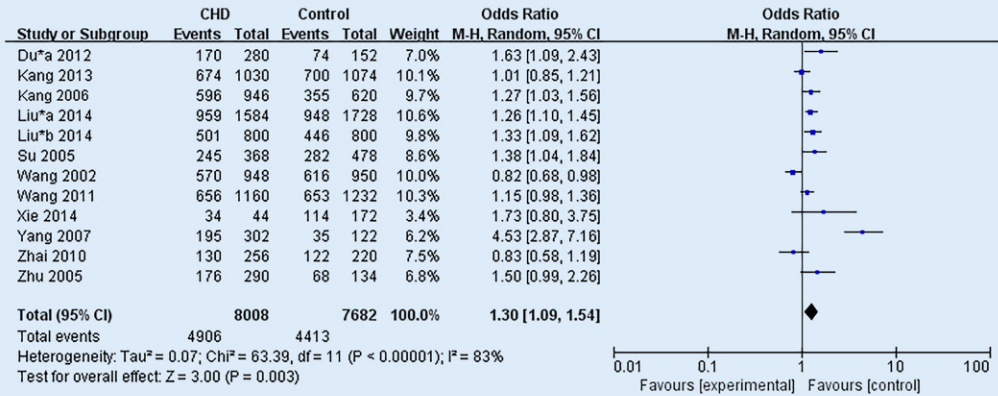 CHD Control Odds Ratio Odds Ratio
Study or Subgroup Events Total Events Total Weight M-H, Random, 95% CI M-H, Random, 95% CI
Du*a 2012 170 280 74 152 7.0% 1.63 [1.09, 2.43]
Kang 2013 674 1030 700 1074 10.1% 1.01 [0.85, 1.21]
Kang 2006 596 946 355 620 9.7% 1.27 [1.03, 1.56]
Liu*a 2014 959 1584 948 1728 10.6% 1.26 [1.10, 1.45]
Liu*b 2014 501 800 446 800 9.8% 1.33 [1.09, 1.62]
Su 2005 245 368 282 478 8.6% 1.38 [1.04, 1.84]
Wang 2002 570 948 616 950 10.0% 0.82 [0.68, 0.98]
Wang 2011 656 1160 653 1232 10.3% 1.15 [0.98, 1.36]
Xie 2014 34 44 114 172 3.4% 1.73 [0.80, 3.75]
Yang 2007 195 302 35 122 6.2% 4.53 [2.87, 7.16]
Zhai 2010 130 256 122 220 7.5% 0.83 [0.58, 1.19]
Zhu 2005 176 290 68 134 6.8% 1.50 [0.99, 2.26]
Total (95% CI) 8008 7682 100.0% 1.30 [1.09, 1.54]
Total events 4906 4413
Heterogeneity: Tau² = 0.07; Chi² = 63.39, df = 11 (P < 0.00001); I² = 83%
Test for overall effect: Z = 3.00 (P = 0.003)
0.01 0.1 1 10 100
Favours [experimental] Favours [control]